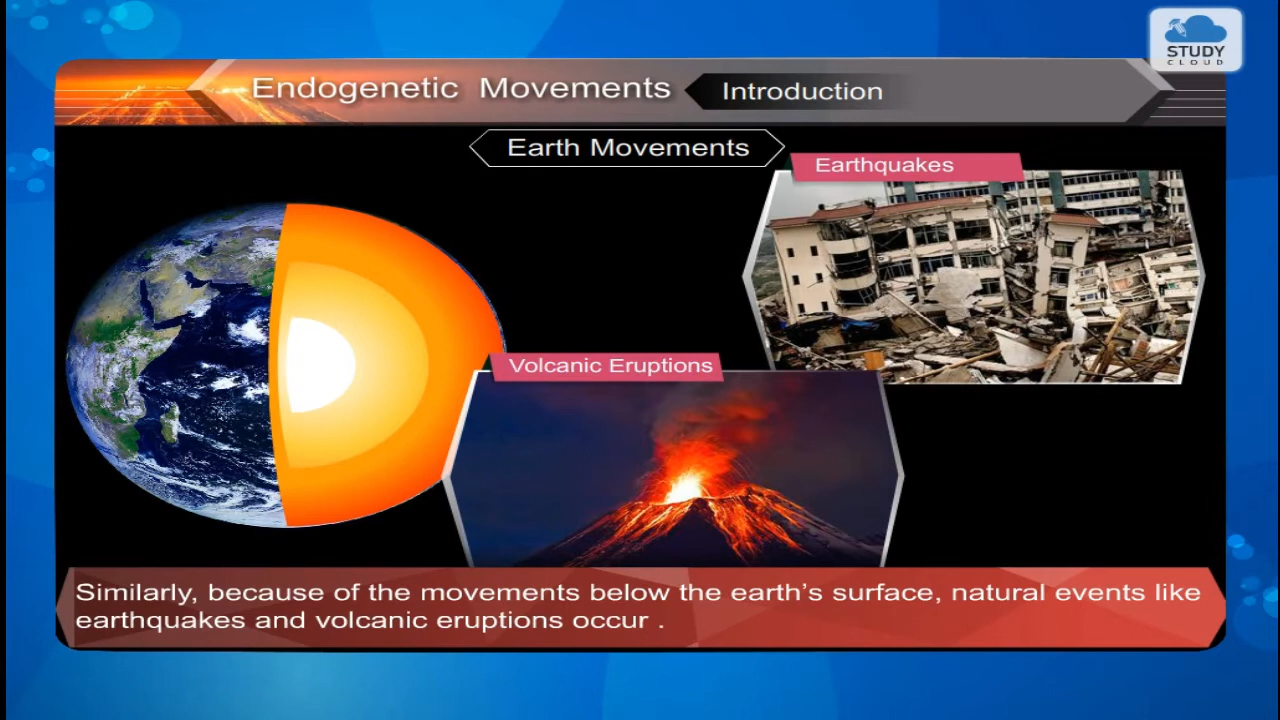 STUDY
CLOUD
Endogenetic Movements
Introduction
Earth Movements
Earthquakes
Volcanic Eruptions
Similarly, because of the movements below the earth's surface, natural events like
earthquakes and volcanic eruptions occur .